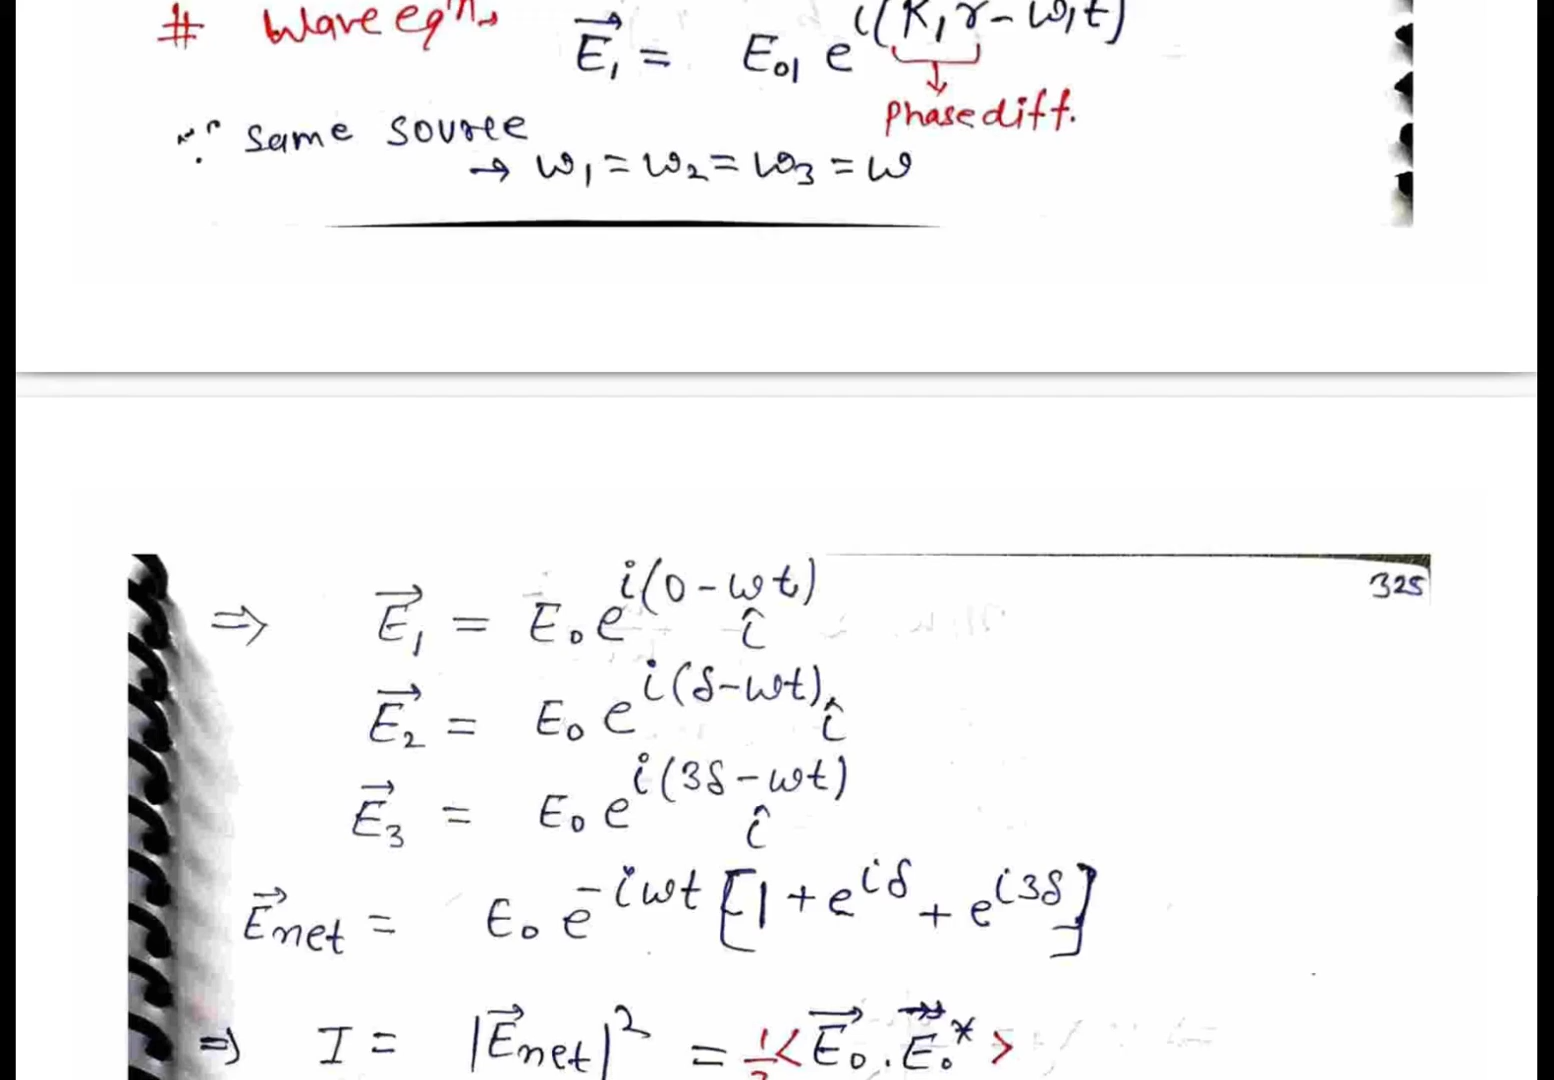 # Wave eqn → E⃗₁ = E₀₁ e^{i(K₁r - ω₁t)}
↓
Phase diff.
∵ Same source
→ ω₁ = ω₂ = ω₃ = ω
325
⇒ E⃗₁ = E₀ e^{i(0-ωt)} î
E⃗₂ = E₀ e^{i(δ-ωt)} î
E⃗₃ = E₀ e^{i(3δ-ωt)} î
E⃗net = E₀ e^{-iωt} [1 + e^{iδ} + e^{i3δ}]
⇒ I = |E⃗net|² = ½ < E⃗₀ . E⃗₀* >